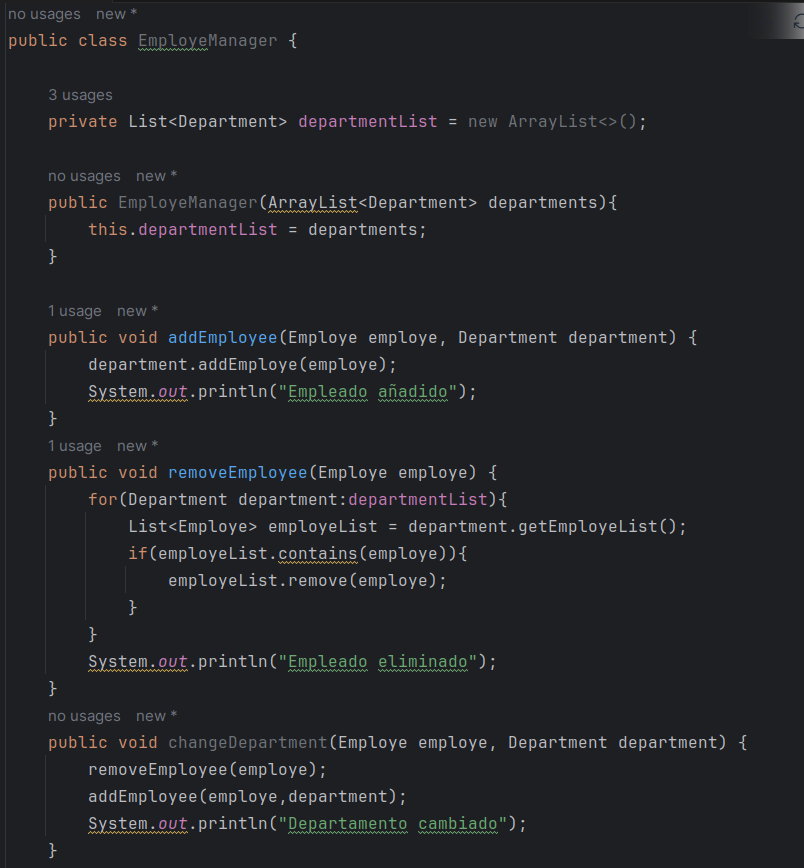 no usages   new *
public class EmployeManager {
3 usages
private List<Department> departmentList = new ArrayList<>();
no usages   new *
public EmployeManager(ArrayList<Department> departments){
this.departmentList = departments;
}
1 usage   new *
public void addEmployee(Employe employe, Department department) {
department.addEmploye(employe);
System.out.println("Empleado añadido");
}
1 usage   new *
public void removeEmployee(Employe employe) {
for(Department department:departmentList){
List<Employe> employeList = department.getEmployeList();
if(employeList.contains(employe)){
employeList.remove(employe);
}
}
System.out.println("Empleado eliminado");
}
no usages   new *
public void changeDepartment(Employe employe, Department department) {
removeEmployee(employe);
addEmployee(employe,department);
System.out.println("Departamento cambiado");
}